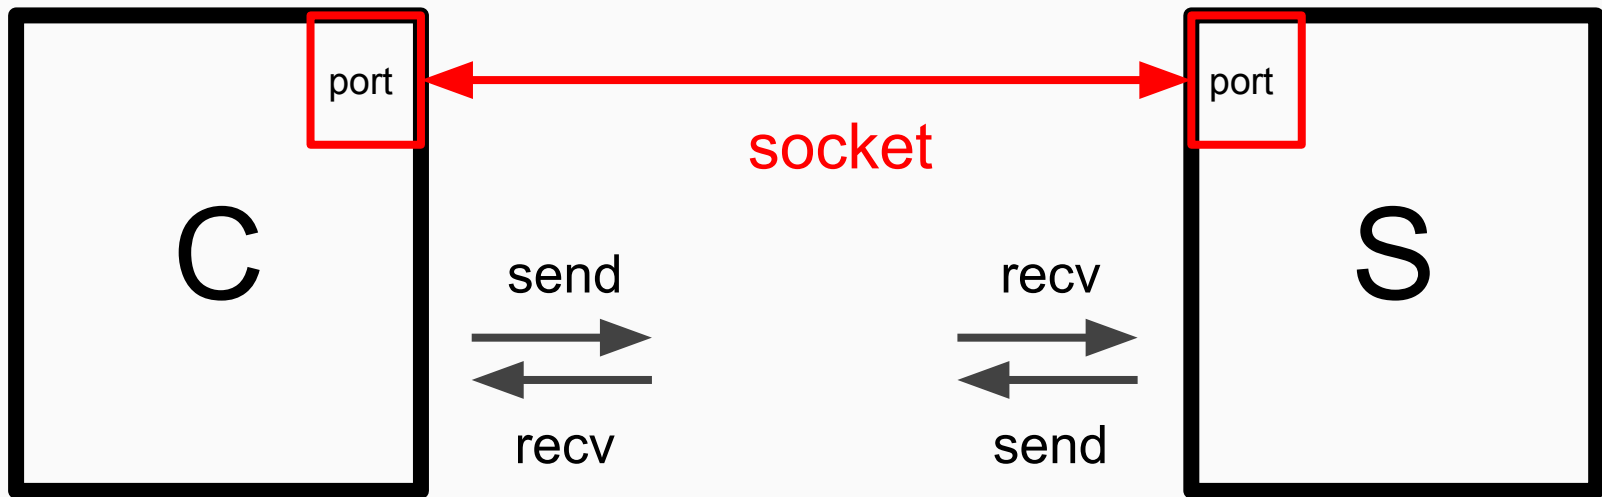 port
port
socket
C
S
send
recv
recv
send